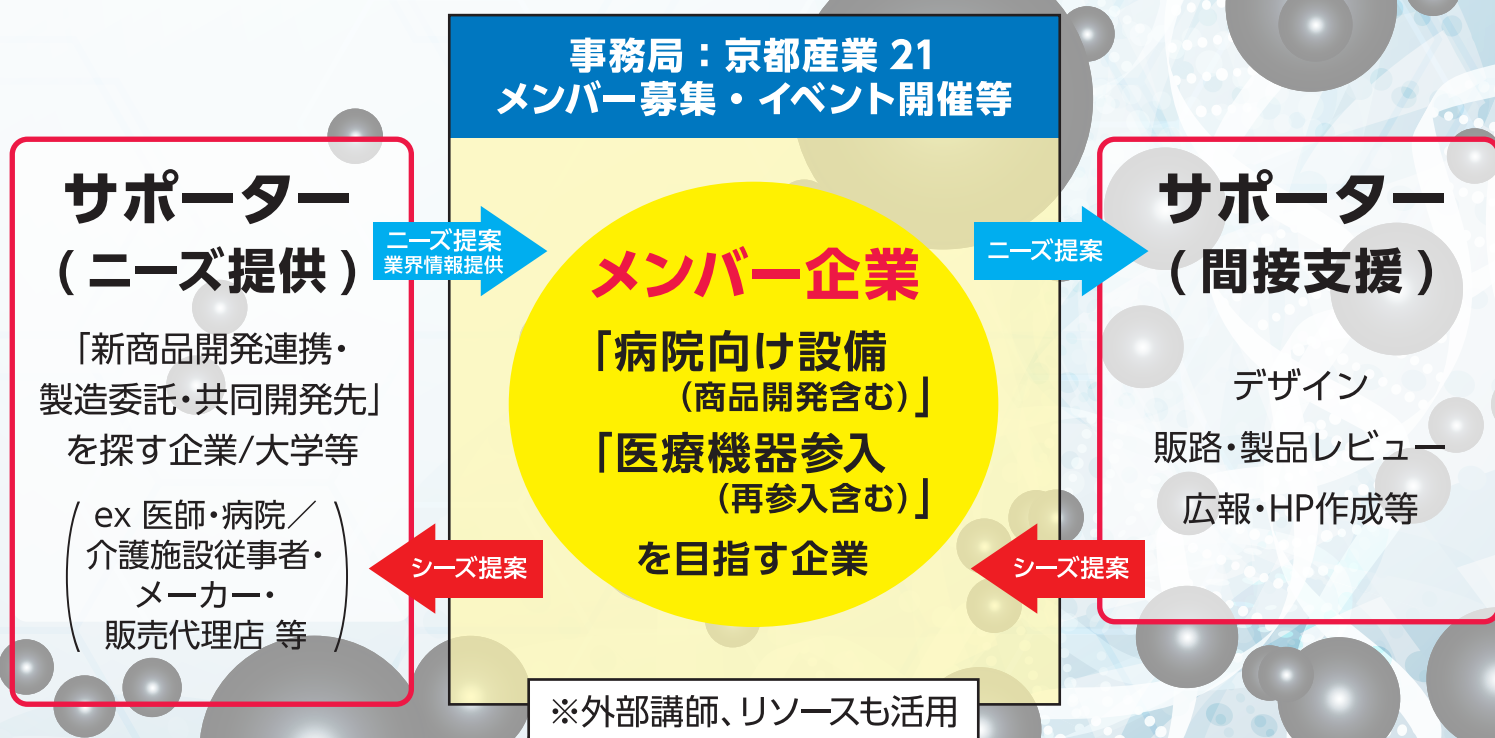 事務局：京都産業 21
メンバー募集・イベント開催等
サポーター
( ニーズ提供 )
「新商品開発連携・
製造委託・共同開発先」
を探す企業/大学等
ex 医師・病院／
介護施設従事者・
メーカー・
販売代理店 等
ニーズ提案
業界情報提供
シーズ提案
メンバー企業
「病院向け設備
（商品開発含む）」
「医療機器参入
（再参入含む）」
を目指す企業
ニーズ提案
シーズ提案
サポーター
( 間接支援 )
デザイン
販路・製品レビュー
広報・HP作成等
※外部講師、リソースも活用